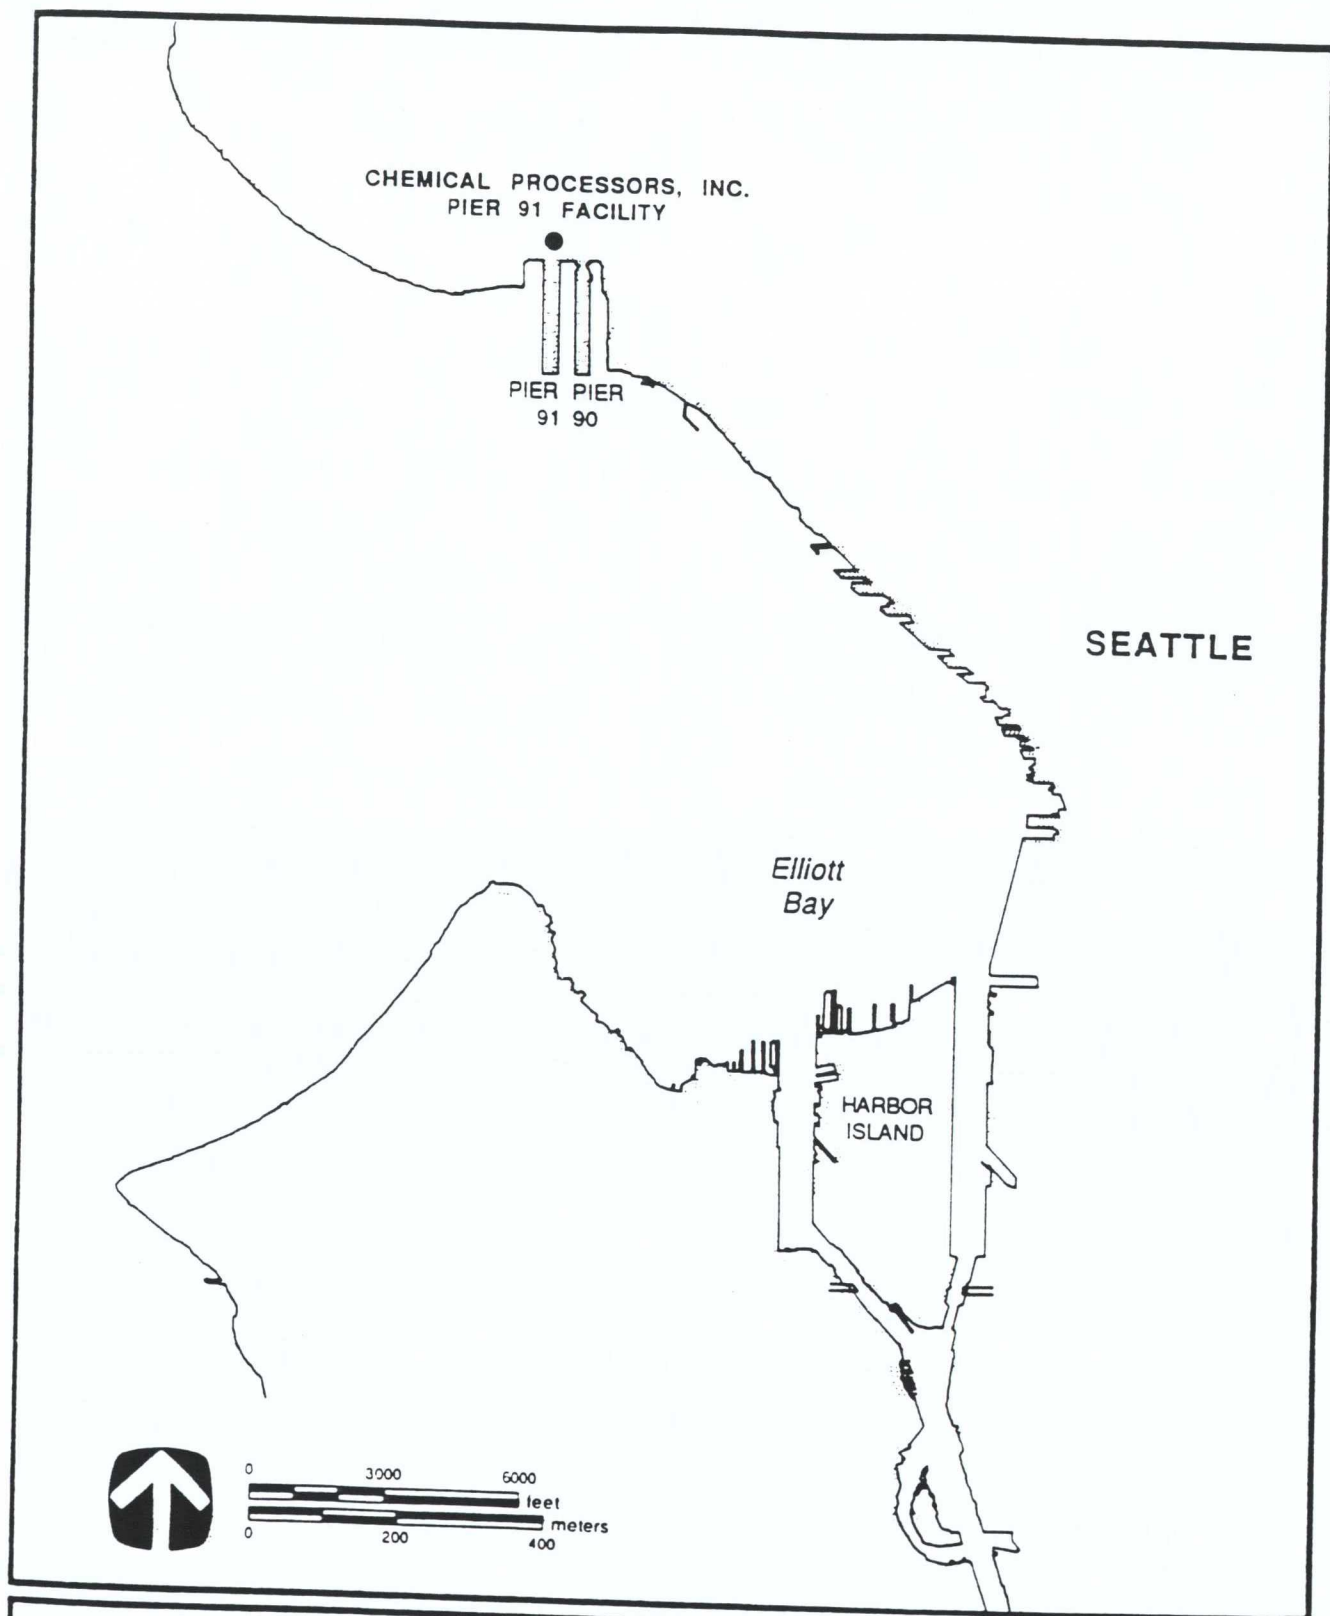 CHEMICAL PROCESSORS, INC.
PIER 91 FACILITY
PIER PIER
91 90
SEATTLE
Elliott
Bay
HARBOR
ISLAND
0 3000 6000
feet
meters
0 200 400